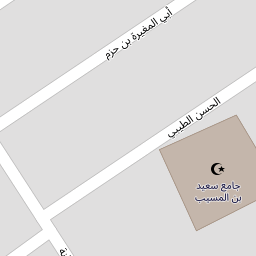 أبي المغيرة بن حزم
الحسن الطيبي
جامع سعيد
بن المسيب